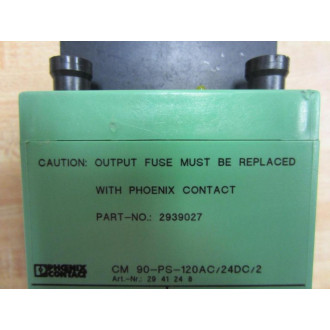 CAUTION: OUTPUT FUSE MUST BE REPLACED
WITH PHOENIX CONTACT
PART-NO.: 2939027
PHOENIX
CONTACT
CM 90-PS-120AC/24DC/2
Art.-Nr.: 29 41 24 8